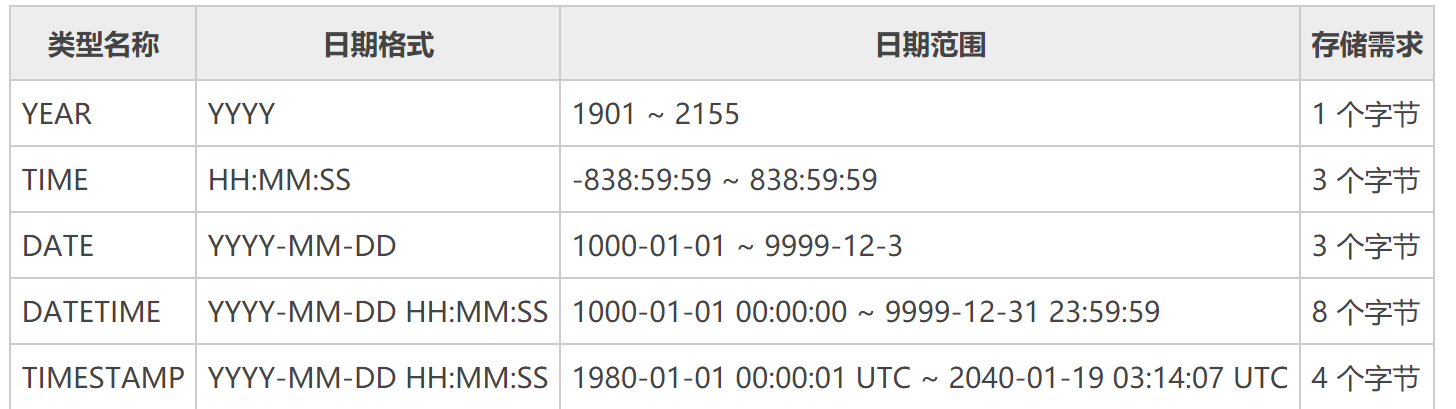 类型名称 日期格式 日期范围 存储需求
YEAR YYYY 1901 ~ 2155 1 个字节
TIME HH:MM:SS -838:59:59 ~ 838:59:59 3 个字节
DATE YYYY-MM-DD 1000-01-01 ~ 9999-12-3 3 个字节
DATETIME YYYY-MM-DD HH:MM:SS 1000-01-01 00:00:00 ~ 9999-12-31 23:59:59 8 个字节
TIMESTAMP YYYY-MM-DD HH:MM:SS 1980-01-01 00:00:01 UTC ~ 2040-01-19 03:14:07 UTC 4 个字节